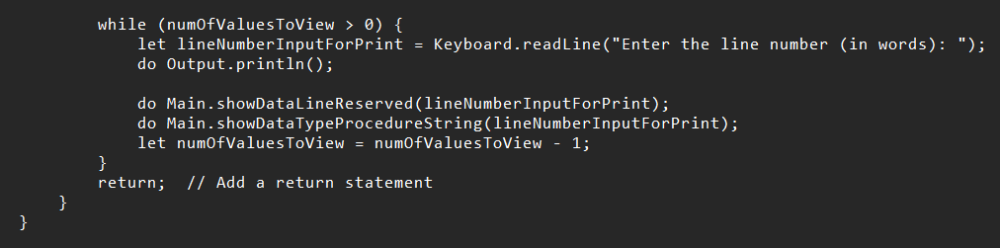 while (numOfValuesToView > 0) {
let lineNumberInputForPrint = Keyboard.readLine("Enter the line number (in words): ");
do Output.println();
do Main.showDataLineReserved(lineNumberInputForPrint);
do Main.showDataTypeProcedureString(lineNumberInputForPrint);
let numOfValuesToView = numOfValuesToView - 1;
}
return;  // Add a return statement
}
}